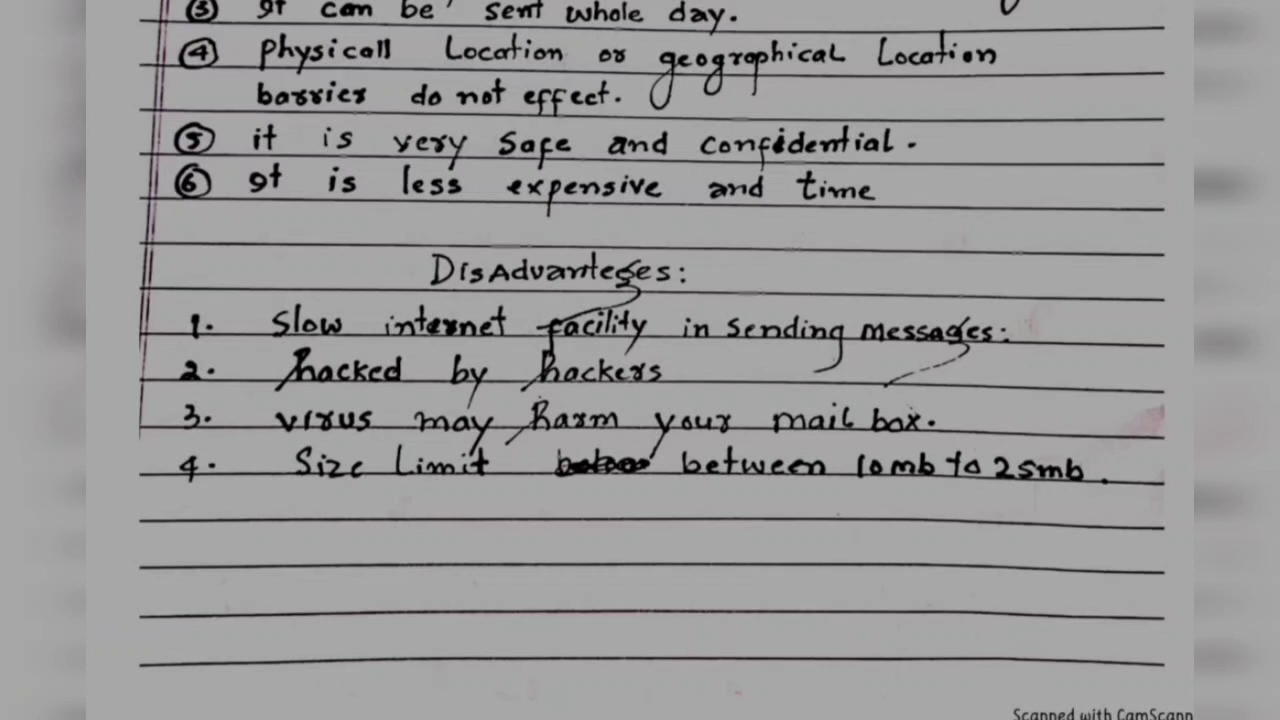 ③ It can be sent whole day.
④ Physicall Location or geographical Location
barrier do not effect.
⑤ it is very safe and confidential.
⑥ It is less expensive and time
DisAdvanteges:
1. Slow internet facility in sending messages.
2. hacked by hackers
3. virus may harm your mail box.
4. Size Limit between 10mb to 25mb.
Scanned with CamScann